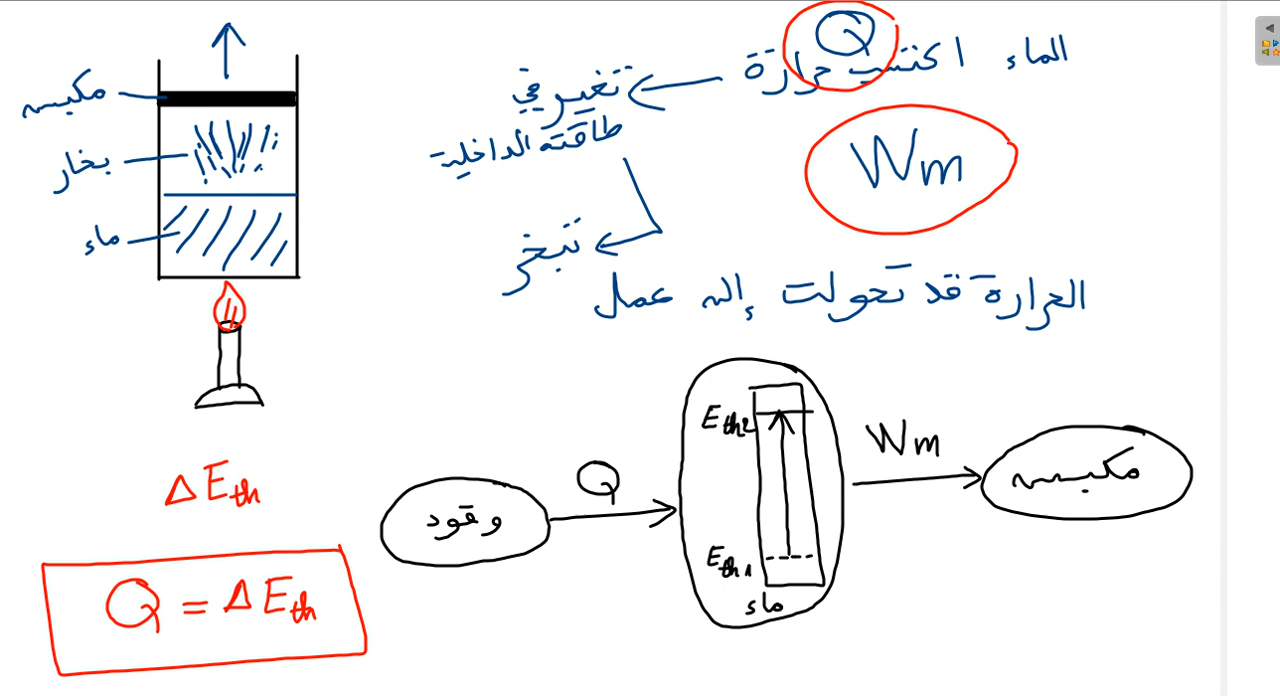 الماء اكتسب حرارة
Q
تغير في
طاقته الداخلية
تبخر
Wm
الحرارة قد تحولت إلى عمل
مكبس
بخار
ماء
ΔEth
Q = ΔEth
وقود
Q
Eth2
Eth1
ماء
Wm
مكبس